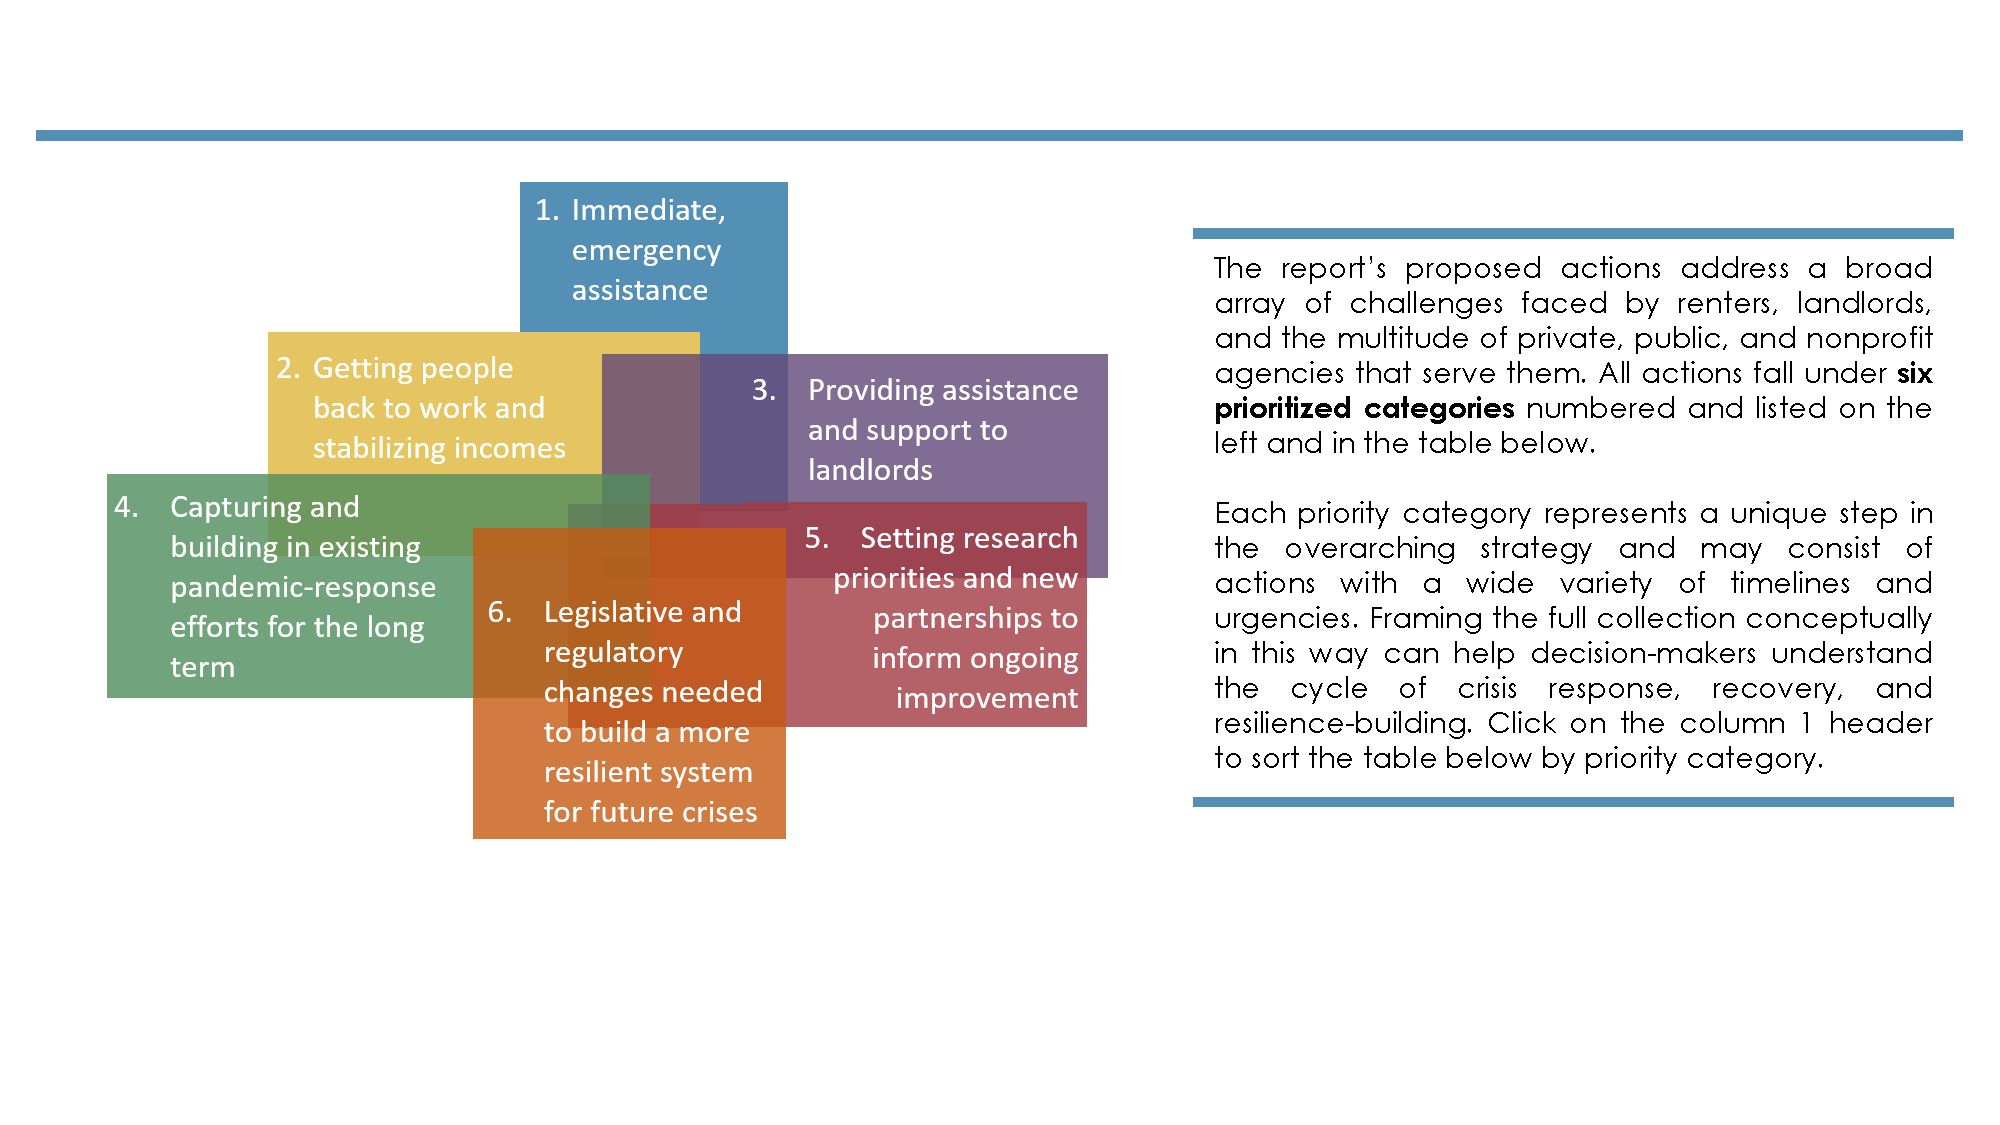 1. Immediate,
emergency
assistance
2. Getting people
back to work and
stabilizing incomes
3. Providing assistance
and support to
landlords
4. Capturing and
building in existing
pandemic-response
efforts for the long
term
5. Setting research
priorities and new
partnerships to
inform ongoing
improvement
6. Legislative and
regulatory
changes needed
to build a more
resilient system
for future crises
The report’s proposed actions address a broad
array of challenges faced by renters, landlords,
and the multitude of private, public, and nonprofit
agencies that serve them. All actions fall under six
prioritized categories numbered and listed on the
left and in the table below.
Each priority category represents a unique step in
the overarching strategy and may consist of
actions with a wide variety of timelines and
urgencies. Framing the full collection conceptually
in this way can help decision-makers understand
the cycle of crisis response, recovery, and
resilience-building. Click on the column 1 header
to sort the table below by priority category.